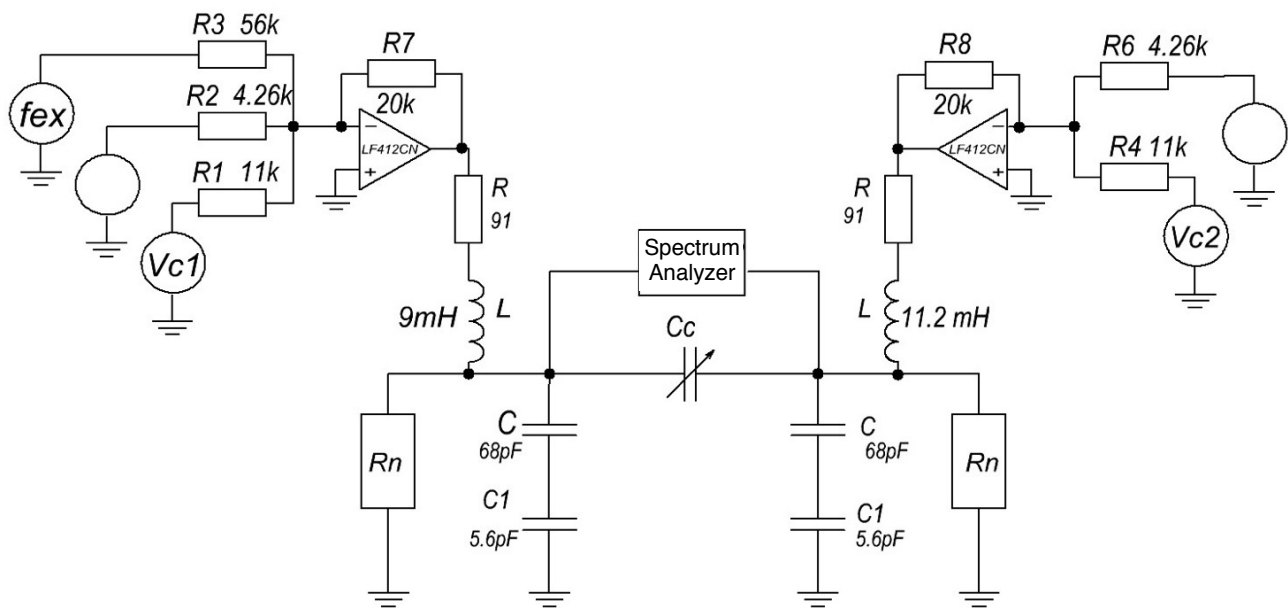 R3 56k
R7
R8
R6 4.26k
fex
R2 4.26k
20k
20k
LF412CN
LF412CN
R1 11k
R4 11k
R
91
R
91
Vc1
Vc2
Spectrum
Analyzer
9mH L
L 11.2 mH
Cc
Rn
C
68pF
C
68pF
Rn
C1
5.6pF
C1
5.6pF